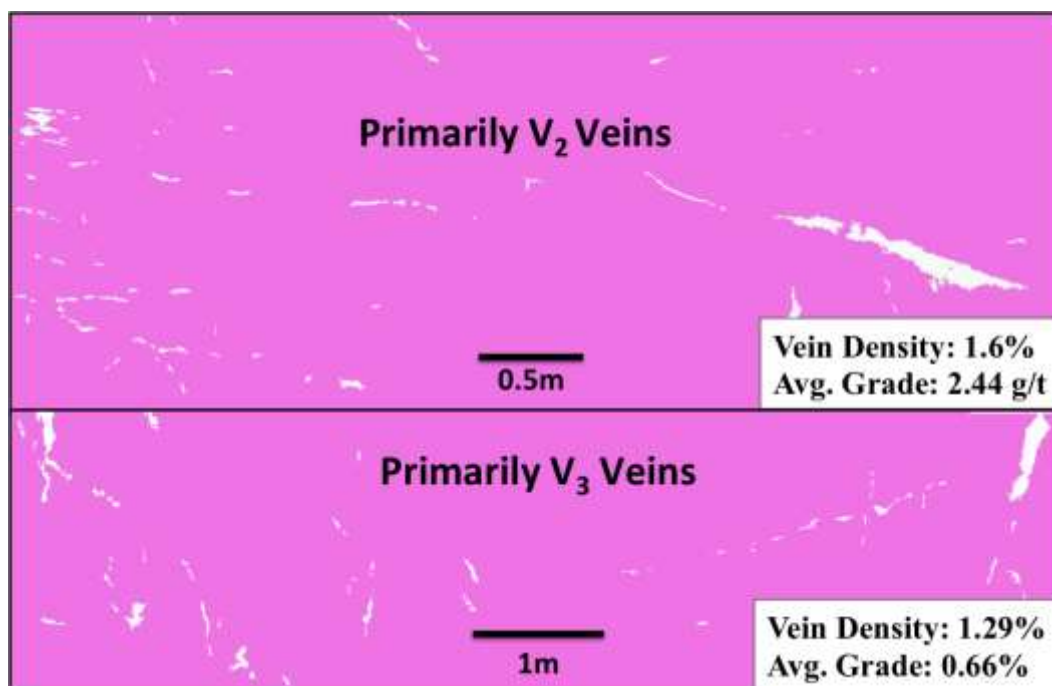 Primarily V₂ Veins
0.5m
Vein Density: 1.6%
Avg. Grade: 2.44 g/t
Primarily V₃ Veins
1m
Vein Density: 1.29%
Avg. Grade: 0.66%